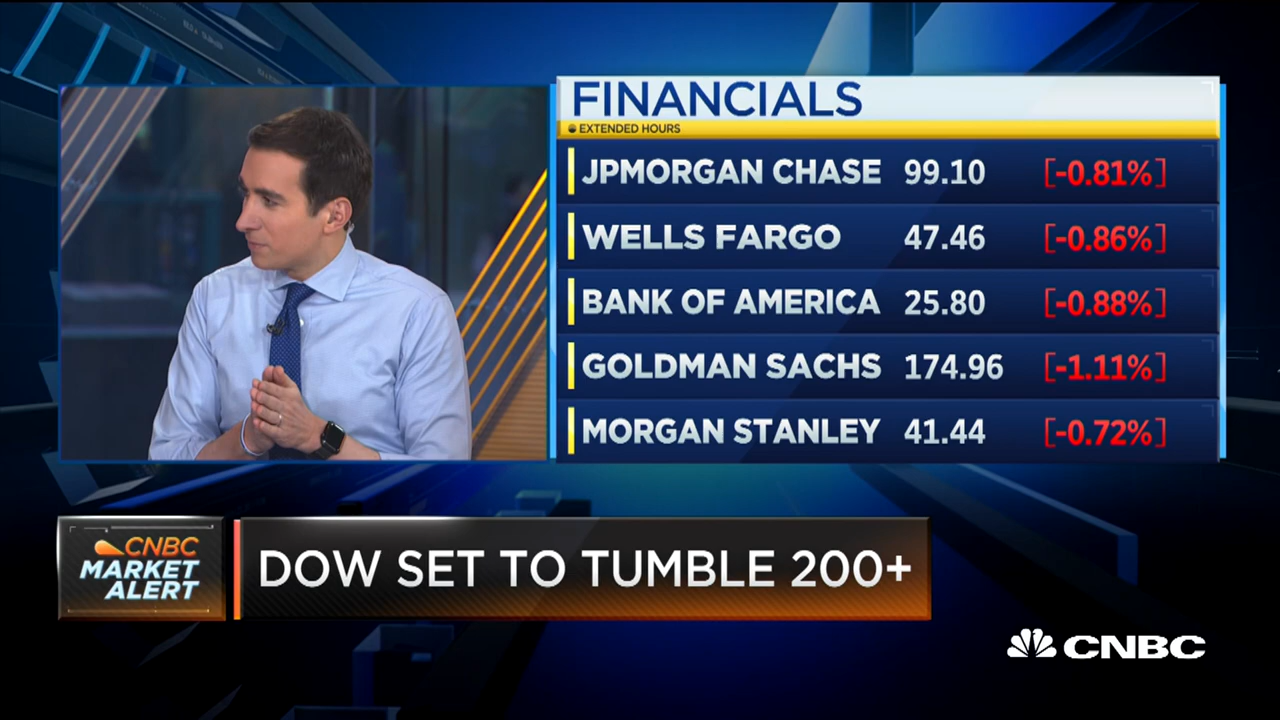 FINANCIALS
EXTENDED HOURS
JPMORGAN CHASE 99.10 [-0.81%]
WELLS FARGO 47.46 [-0.86%]
BANK OF AMERICA 25.80 [-0.88%]
GOLDMAN SACHS 174.96 [-1.11%]
MORGAN STANLEY 41.44 [-0.72%]
CNBC
MARKET
ALERT
DOW SET TO TUMBLE 200+
CNBC